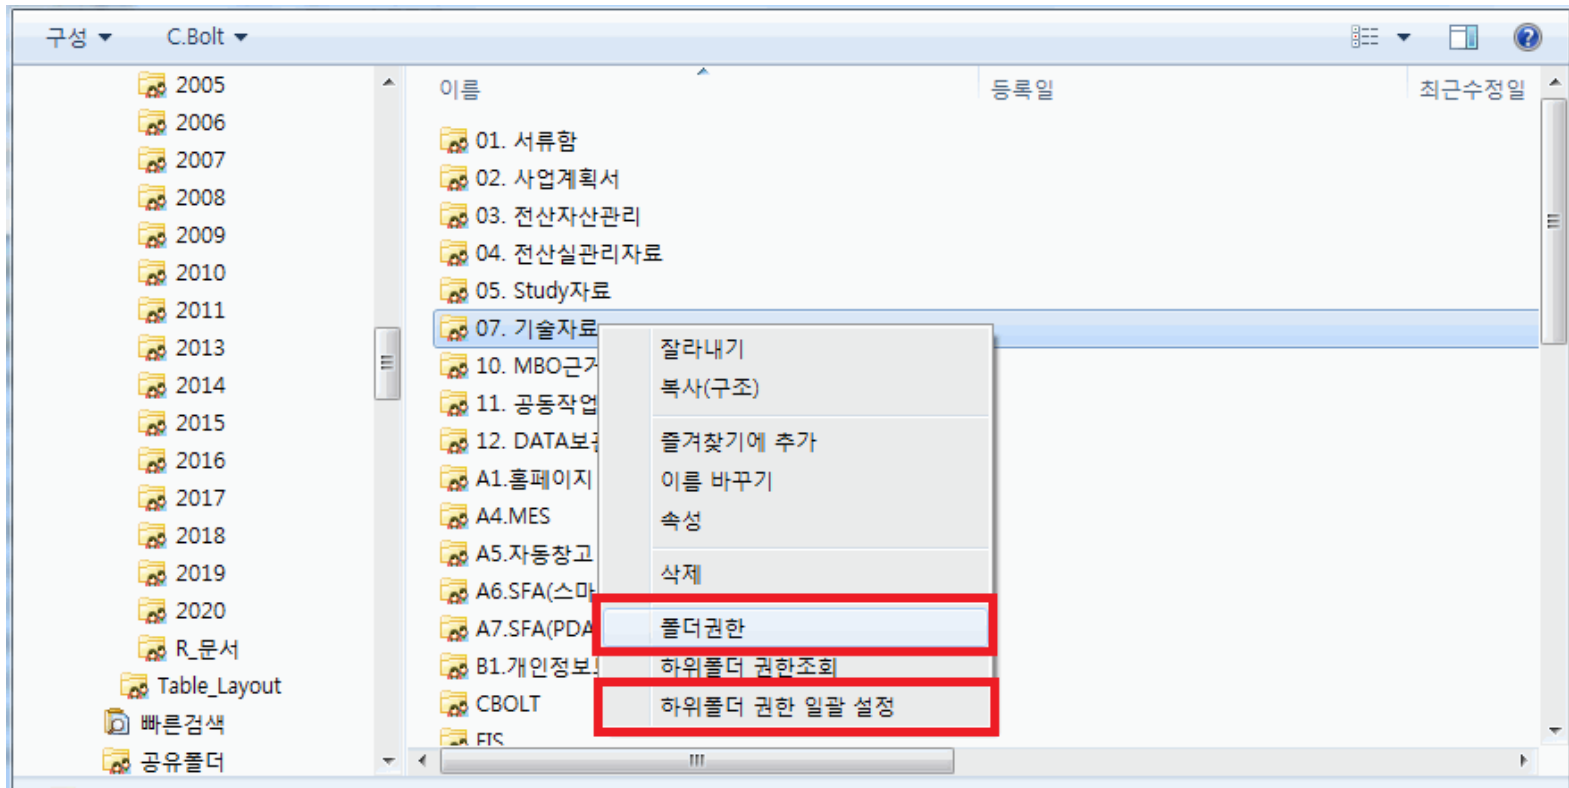 구성 C.Bolt
2005
2006
2007
2008
2009
2010
2011
2013
2014
2015
2016
2017
2018
2019
2020
R_문서
Table_Layout
빠른검색
공유폴더
이름 등록일 최근수정일
01. 서류함
02. 사업계획서
03. 전산자산관리
04. 전산실관리자료
05. Study자료
07. 기술자료
10. MBO근거
11. 공동작업
12. DATA보관
A1.홈페이지
A4.MES
A5.자동창고
A6.SFA(스마
A7.SFA(PDA
B1.개인정보
CBOLT
잘라내기
복사(구조)
즐겨찾기에 추가
이름 바꾸기
속성
삭제
폴더권한
하위폴더 권한조회
하위폴더 권한 일괄 설정